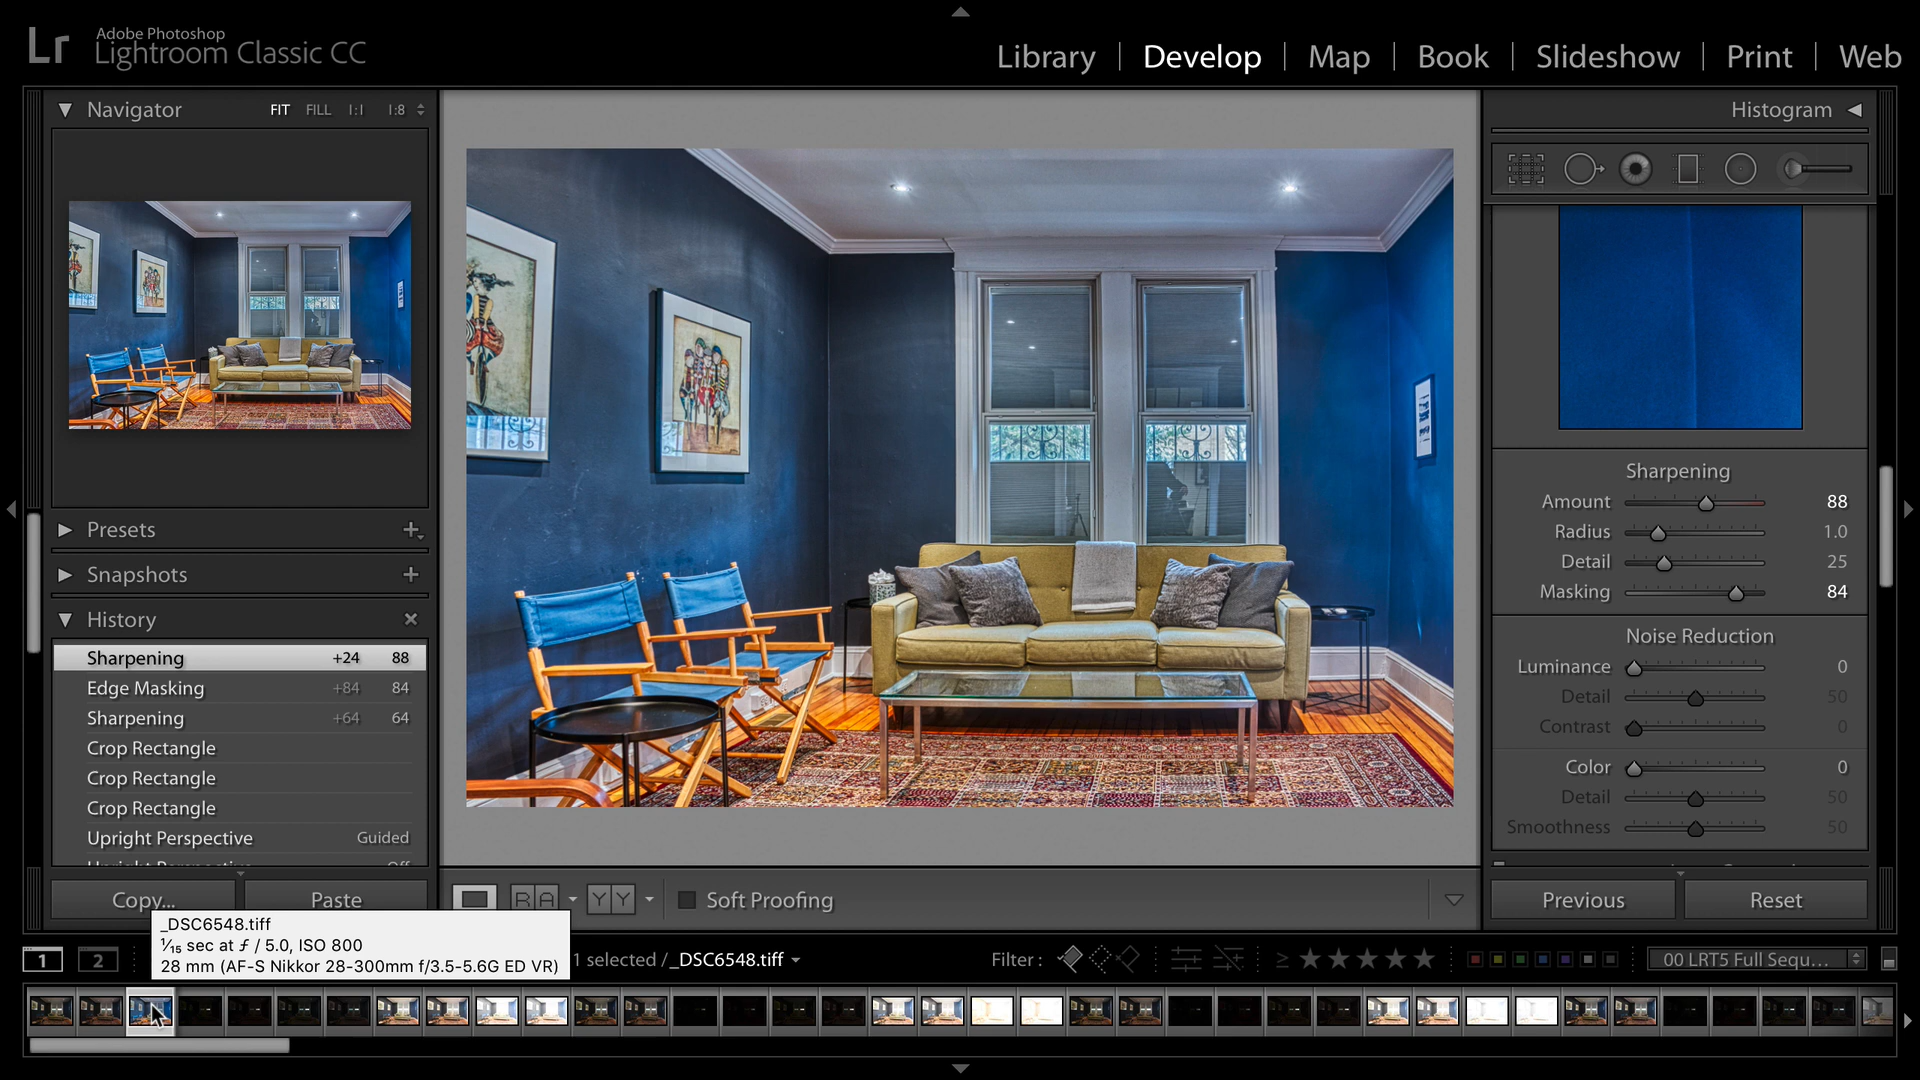 Lr
Adobe Photoshop
Lightroom Classic CC
Library | Develop | Map | Book | Slideshow | Print | Web
Navigator FIT FILL 1:1 1:8
Histogram
Presets
Snapshots
History
Sharpening +24 88
Edge Masking +84 84
Sharpening +64 64
Crop Rectangle
Crop Rectangle
Crop Rectangle
Upright Perspective Guided
Upright Perspective Off
Copy... Paste
Sharpening
Amount 88
Radius 1.0
Detail 25
Masking 84
Noise Reduction
Luminance 0
Detail 50
Contrast 0
Color 0
Detail 50
Smoothness 50
Previous Reset
R A Y Y Soft Proofing
_DSC6548.tiff
1/15 sec at ƒ / 5.0, ISO 800
28 mm (AF-S Nikkor 28-300mm f/3.5-5.6G ED VR)
1 2
1 selected / _DSC6548.tiff
Filter : ≥ ★ ★ ★ ★ ★
00 LRT5 Full Sequ...